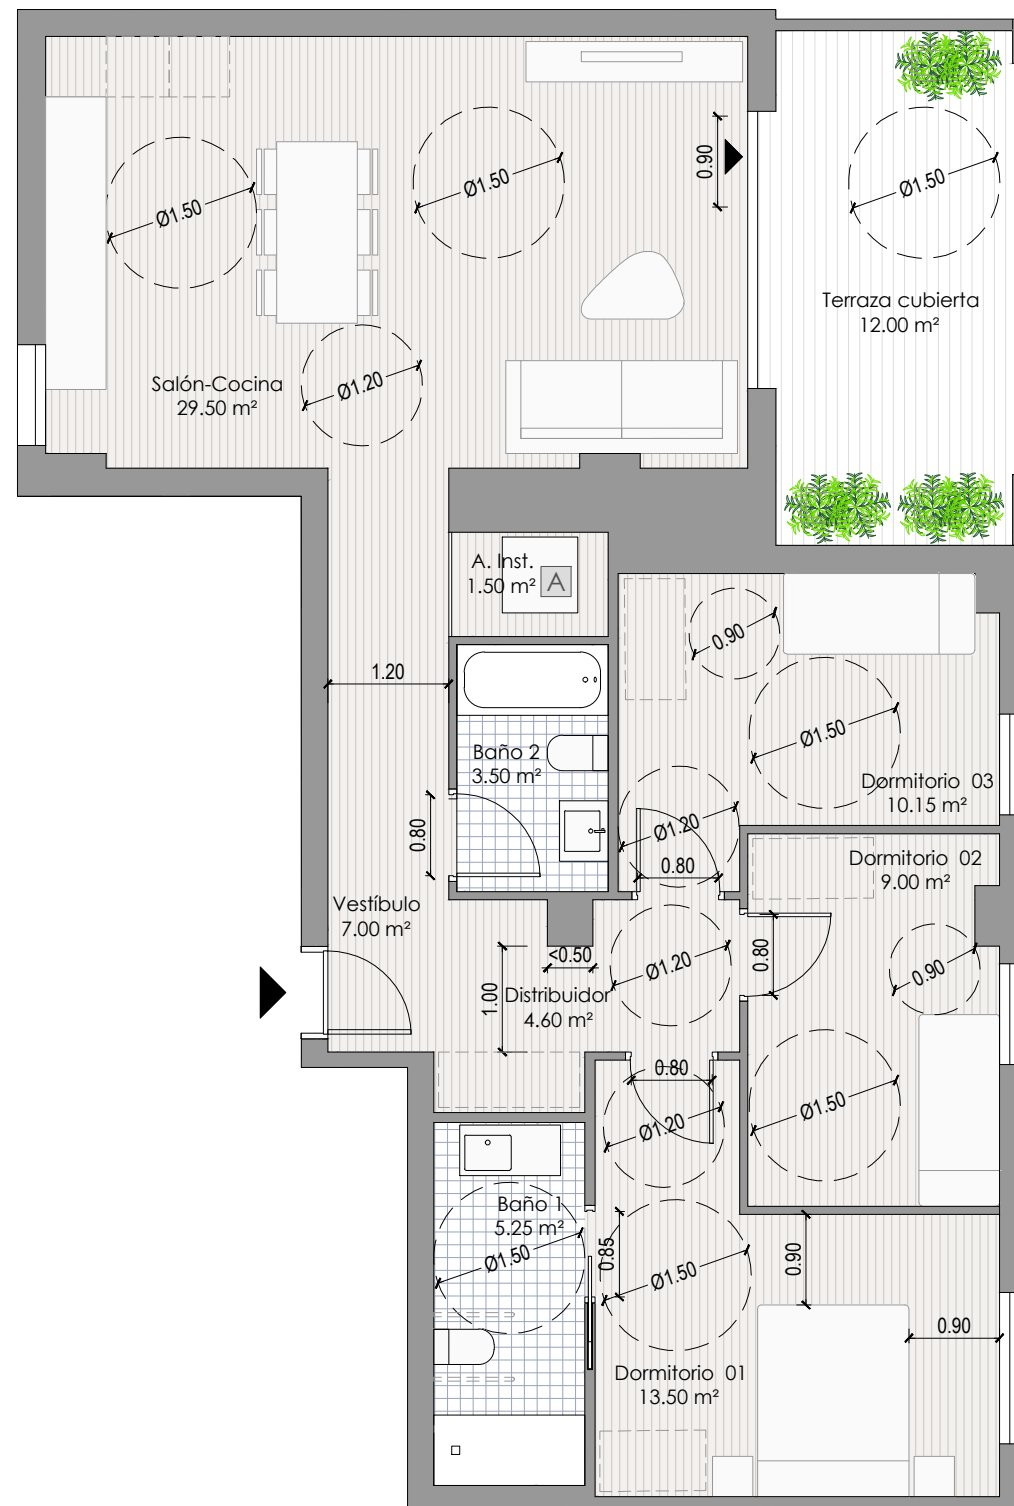 0.90
Ø1.50
Ø1.50
Ø1.50
Terraza cubierta
12.00 m²
Salón-Cocina
29.50 m²
Ø1.20
A. Inst.
1.50 m²
A
0.90
1.20
Ø1.50
Baño 2
3.50 m²
Dormitorio 03
10.15 m²
0.80
Ø1.20
0.80
Dormitorio 02
9.00 m²
Vestíbulo
7.00 m²
<0.50
Ø1.20
0.80
0.90
1.00
Distribuidor
4.60 m²
0.80
Ø1.20
Ø1.50
Baño 1
5.25 m²
Ø1.50
0.85
Ø1.50
0.90
0.90
Dormitorio 01
13.50 m²